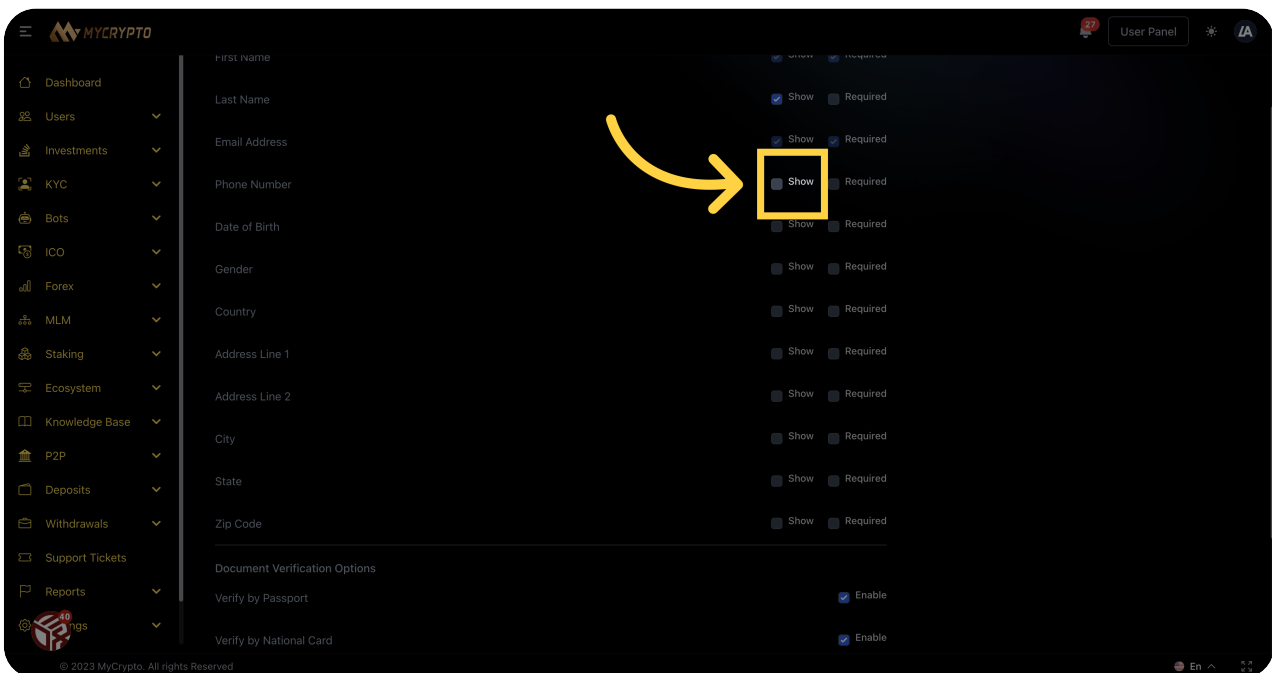 MYCRYPTO
27
User Panel
First Name Show Required
Dashboard
Last Name Show Required
Users
Email Address Show Required
Investments
Phone Number Show Required
KYC
Bots
Date of Birth Show Required
ICO
Gender Show Required
Forex
Country Show Required
MLM
Address Line 1 Show Required
Staking
Ecosystem
Address Line 2 Show Required
Knowledge Base
City Show Required
P2P
State Show Required
Deposits
Zip Code Show Required
Withdrawals
Support Tickets
Document Verification Options
Reports
Verify by Passport Enable
40
ngs
Verify by National Card Enable
© 2023 MyCrypto. All rights Reserved
En